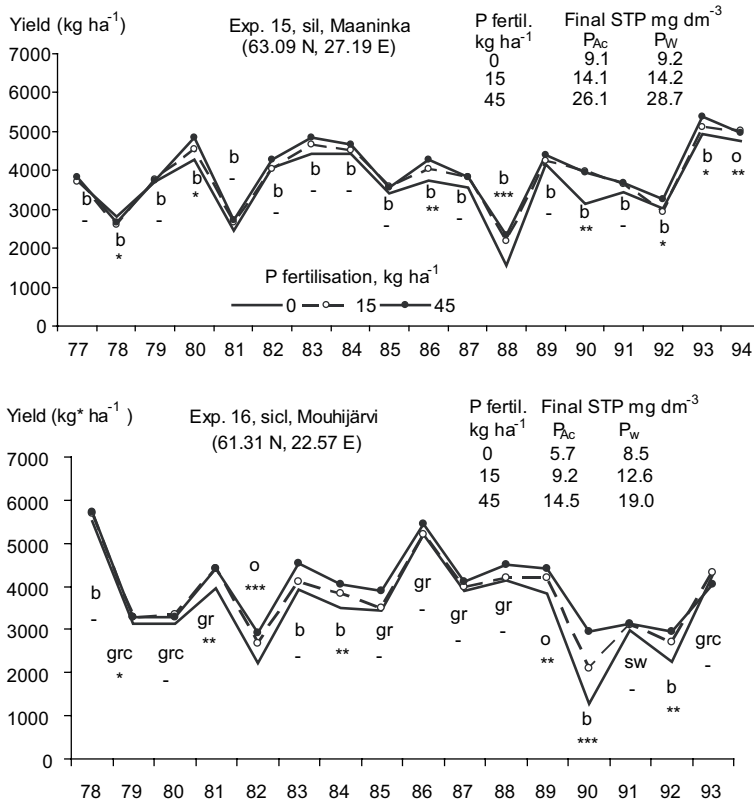 Yield (kg ha-1)
Exp. 15, sil, Maaninka
(63.09 N, 27.19 E)
P fertil. Final STP mg dm-3
kg ha-1 PAc PW
0 9.1 9.2
15 14.1 14.2
45 26.1 28.7
7000
6000
5000
4000
3000
2000
1000
0
b b b b b b b b b b b b b b b b b o
- * - * - - - - - ** - *** - ** - * * **
P fertilisation, kg ha-1
0 15 45
77 78 79 80 81 82 83 84 85 86 87 88 89 90 91 92 93 94
Yield (kg* ha-1 )
Exp. 16, sicl, Mouhijärvi
(61.31 N, 22.57 E)
P fertil. Final STP mg dm-3
kg ha-1 PAc Pw
0 5.7 8.5
15 9.2 12.6
45 14.5 19.0
7000
6000
5000
4000
3000
2000
1000
0
b grc grc gr o b b gr gr gr gr o b sw b grc
- * - ** *** - ** - - - - ** *** - ** -
78 79 80 81 82 83 84 85 86 87 88 89 90 91 92 93